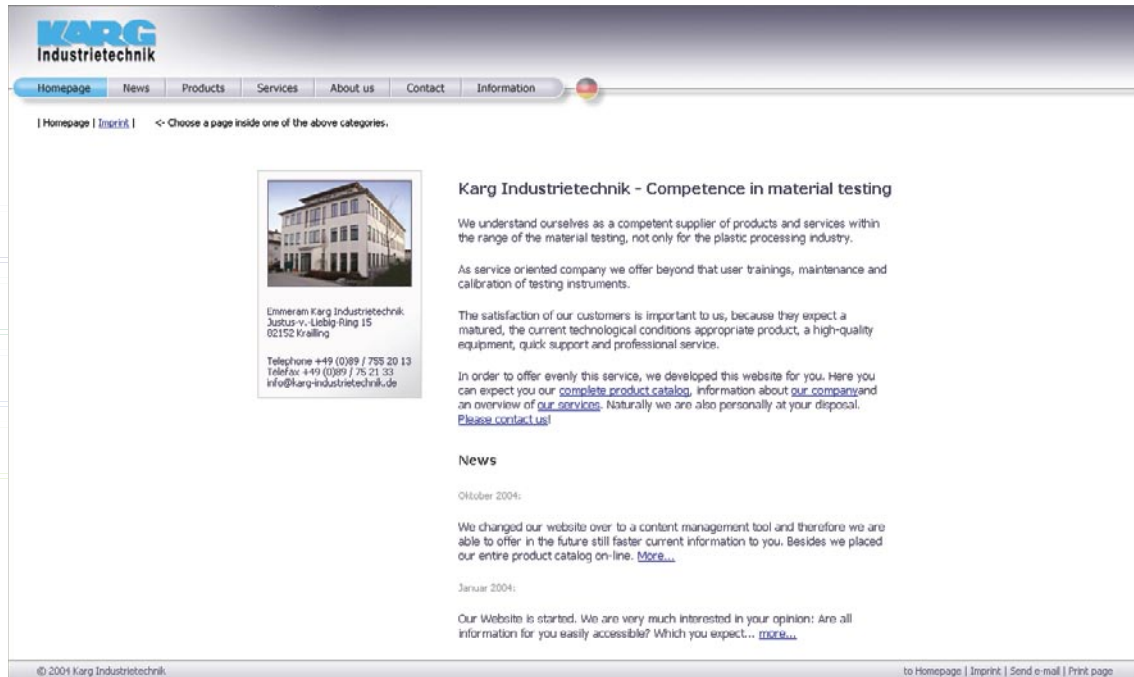 KARG
Industrietechnik
Homepage News Products Services About us Contact Information
| Homepage | Imprint | <- Choose a page inside one of the above categories.
Emmeram Karg Industrietechnik
Justus-v.-Liebig-Ring 15
82152 Krailling
Telephone +49 (0)89 / 755 20 13
Telefax +49 (0)89 / 75 21 33
info@karg-industrietechnik.de
Karg Industrietechnik - Competence in material testing
We understand ourselves as a competent supplier of products and services within
the range of the material testing, not only for the plastic processing industry.
As service oriented company we offer beyond that user trainings, maintenance and
calibration of testing instruments.
The satisfaction of our customers is important to us, because they expect a
matured, the current technological conditions appropriate product, a high-quality
equipment, quick support and professional service.
In order to offer evenly this service, we developed this website for you. Here you
can expect you our complete product catalog, information about our companyand
an overview of our services. Naturally we are also personally at your disposal.
Please contact us!
News
Oktober 2004:
We changed our website over to a content management tool and therefore we are
able to offer in the future still faster current information to you. Besides we placed
our entire product catalog on-line. More...
Januar 2004:
Our Website is started. We are very much interested in your opinion: Are all
information for you easily accessible? Which you expect... more...
© 2004 Karg Industrietechnik
to Homepage | Imprint | Send e-mail | Print page